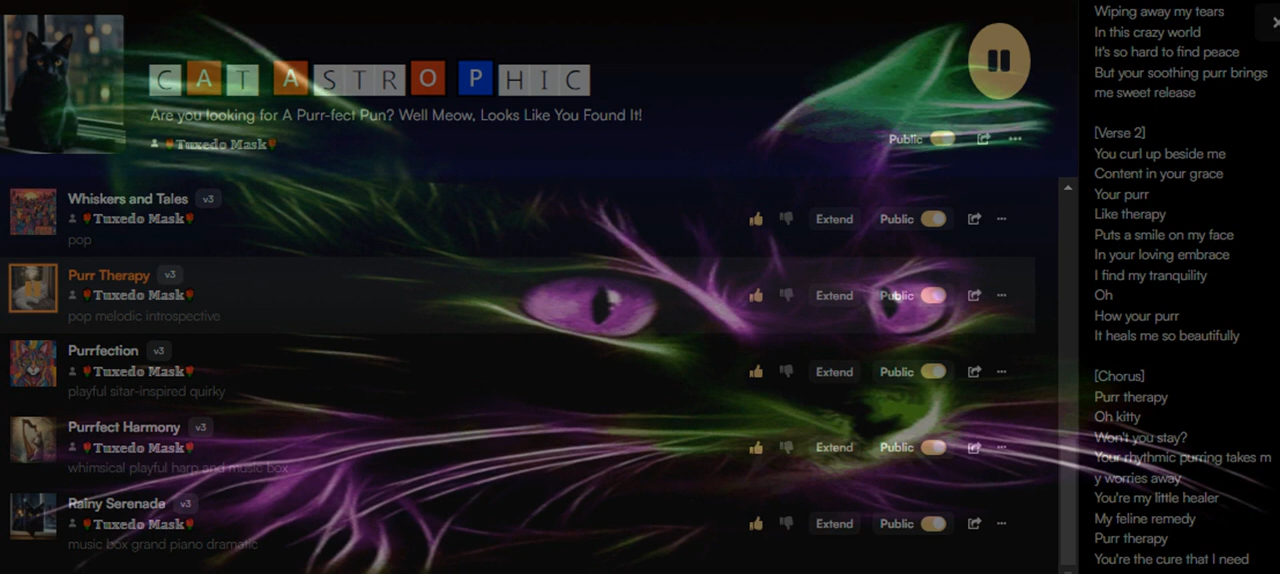 CAT ASTROPHIC
Are you looking for A Purr-fect Pun? Well Meow, Looks Like You Found It!
🌹Tuxedo Mask🌹
Public
Whiskers and Tales v3
🌹Tuxedo Mask🌹
pop
Extend
Public
Purr Therapy v3
🌹Tuxedo Mask🌹
pop melodic introspective
Extend
Public
Purrfection v3
🌹Tuxedo Mask🌹
playful sitar-inspired quirky
Extend
Public
Purrfect Harmony v3
🌹Tuxedo Mask🌹
whimsical playful harp and music box
Extend
Public
Rainy Serenade v3
🌹Tuxedo Mask🌹
music box grand piano dramatic
Extend
Public
Wiping away my tears
In this crazy world
It's so hard to find peace
But your soothing purr brings
me sweet release
[Verse 2]
You curl up beside me
Content in your grace
Your purr
Like therapy
Puts a smile on my face
In your loving embrace
I find my tranquility
Oh
How your purr
It heals me so beautifully
[Chorus]
Purr therapy
Oh kitty
Won't you stay?
Your rhythmic purring takes m
y worries away
You're my little healer
My feline remedy
Purr therapy
You're the cure that I need